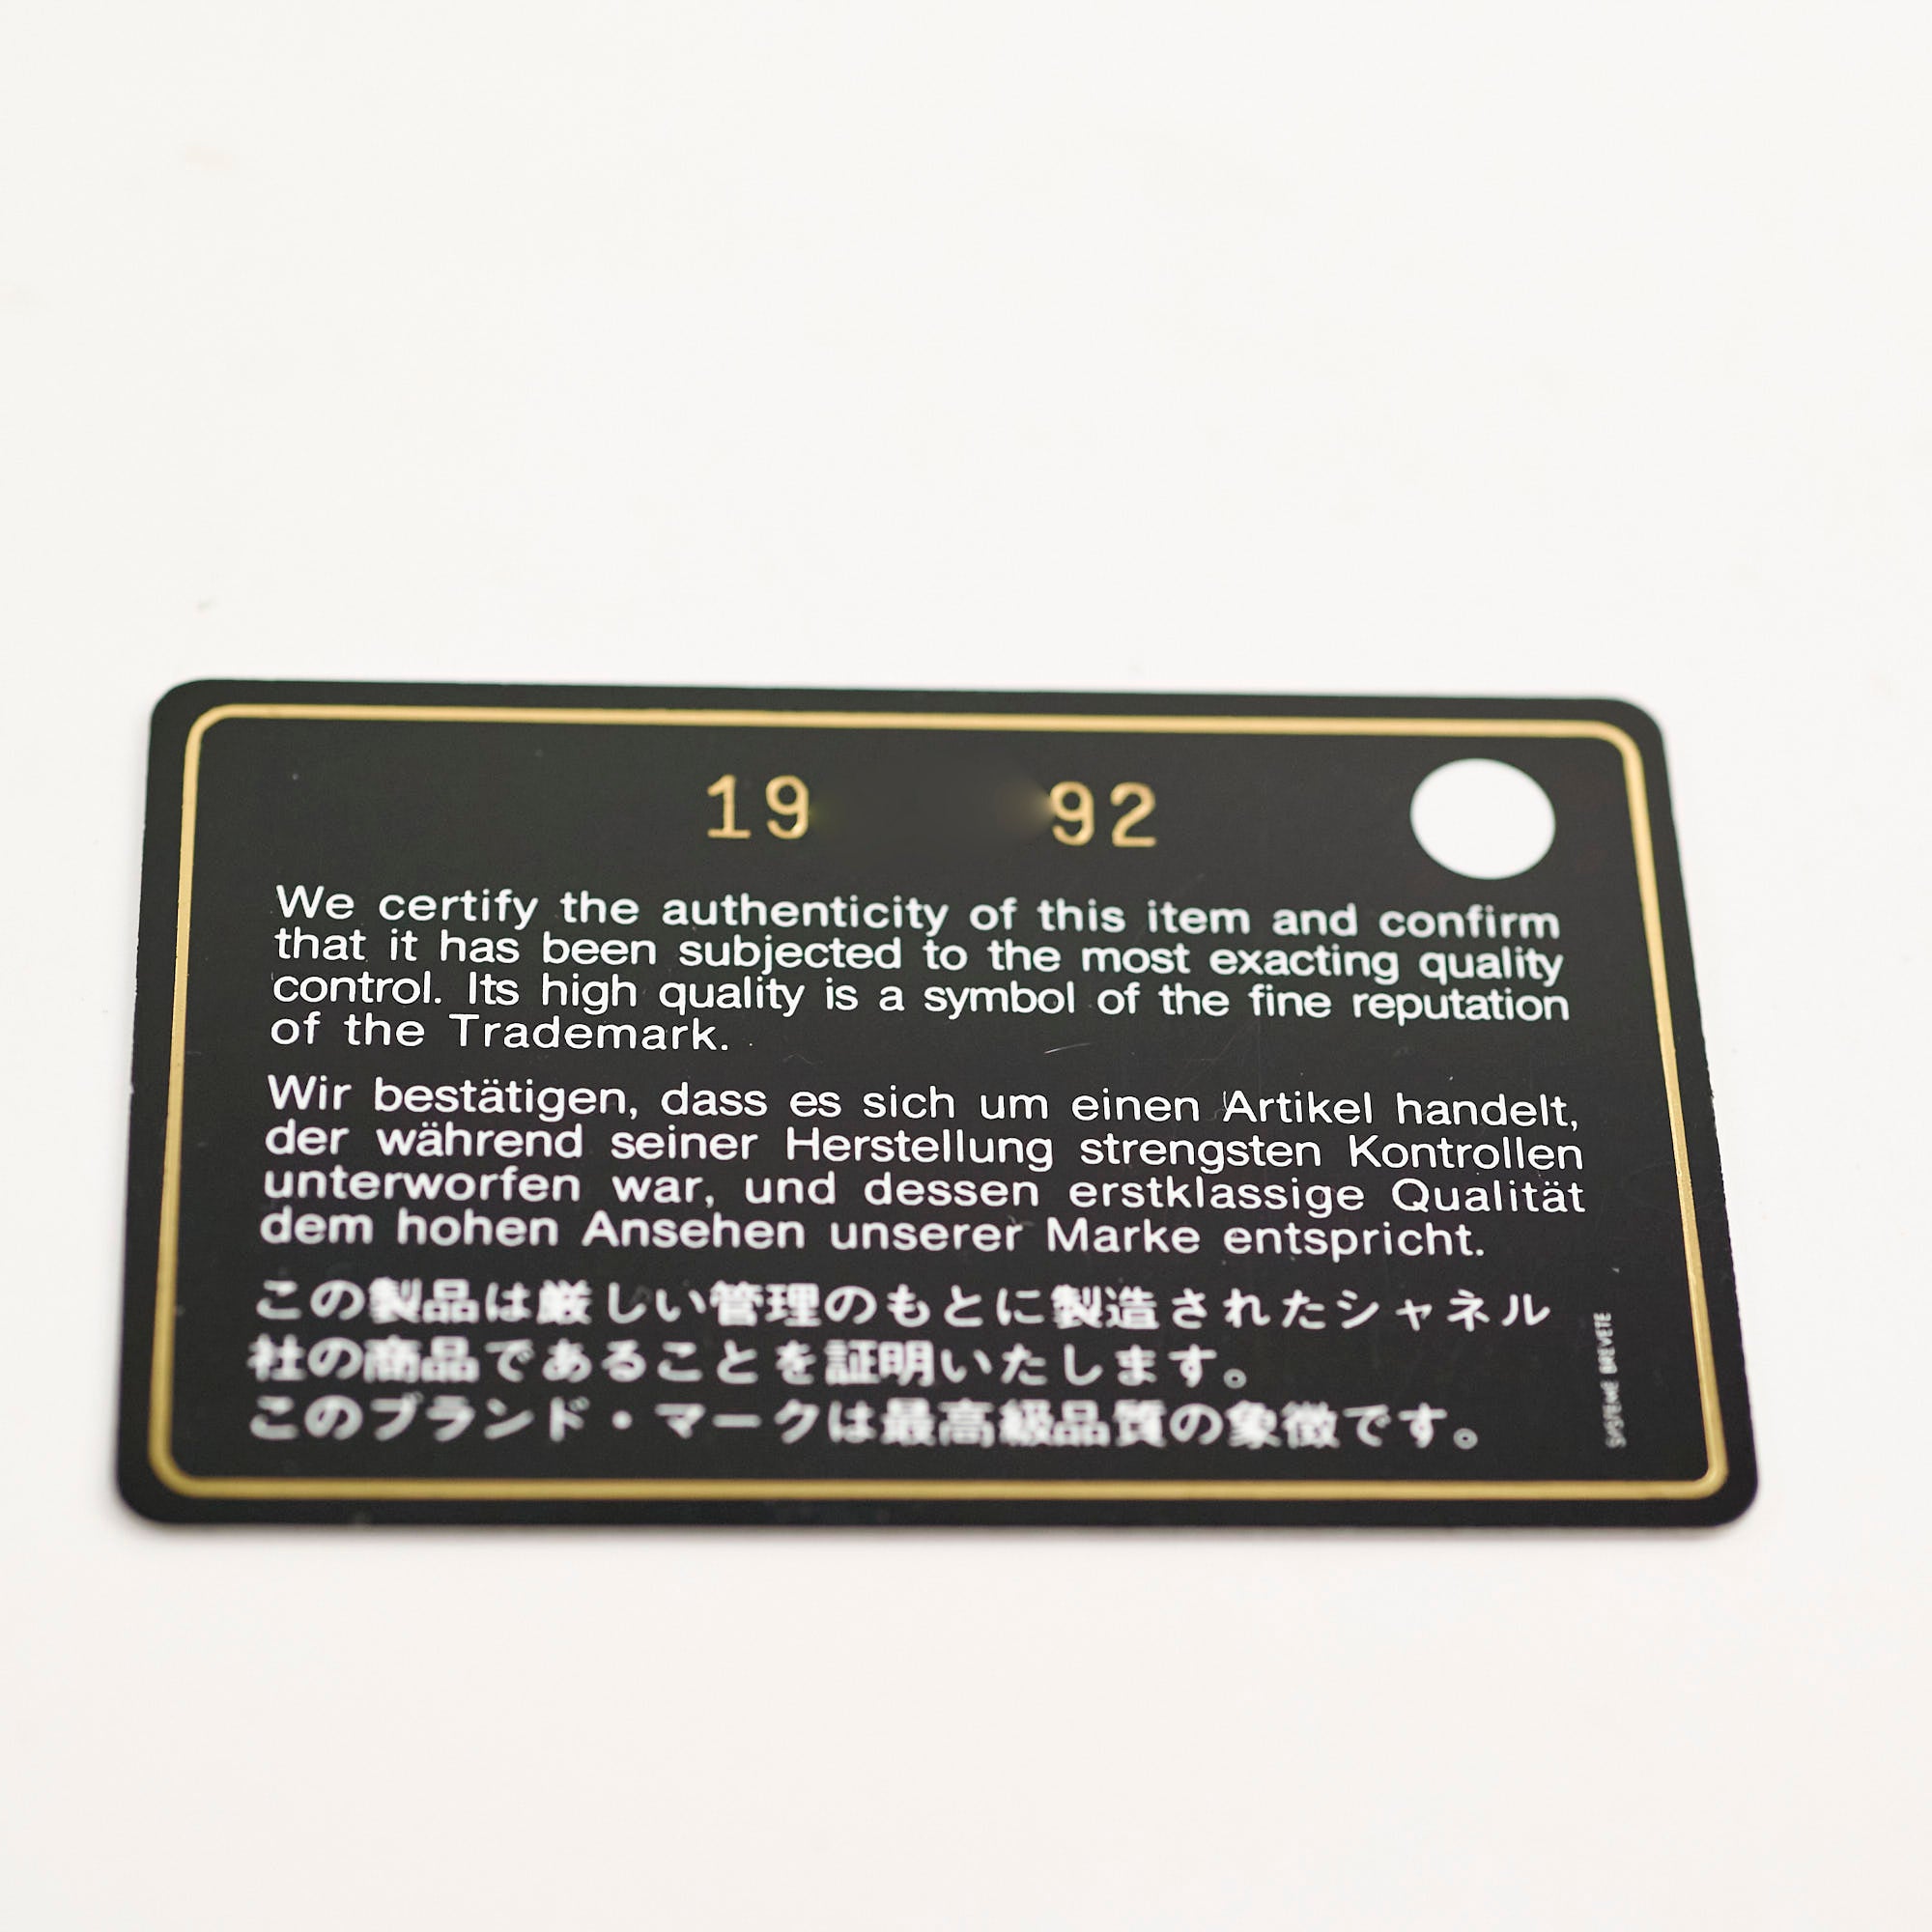 19 92
We certify the authenticity of this item and confirm
that it has been subjected to the most exacting quality
control. Its high quality is a symbol of the fine reputation
of the Trademark.
Wir bestätigen, dass es sich um einen Artikel handelt,
der während seiner Herstellung strengsten Kontrollen
unterworfen war, und dessen erstklassige Qualität
dem hohen Ansehen unserer Marke entspricht.
この製品は厳しい管理のもとに製造されたシャネル
社の商品であることを証明いたします。
このブランド・マークは最高級品質の象徴です。
SYSTEME BREVETE